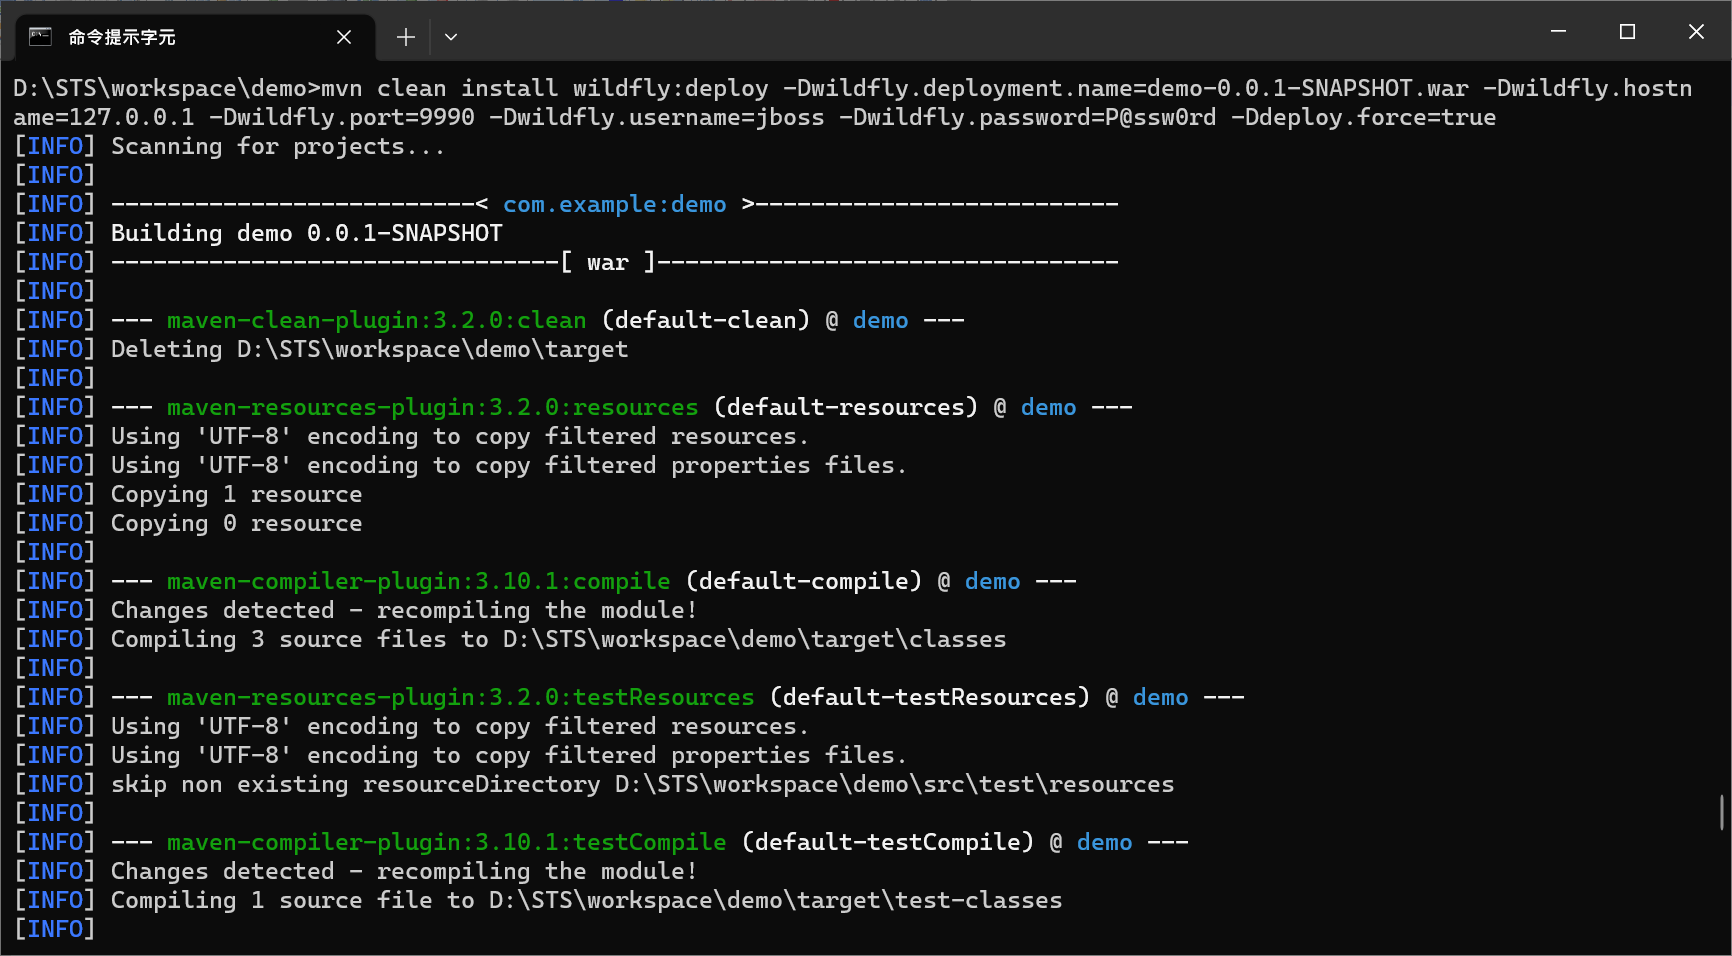 命令提示字元
D:\STS\workspace\demo>mvn clean install wildfly:deploy -Dwildfly.deployment.name=demo-0.0.1-SNAPSHOT.war -Dwildfly.hostn
ame=127.0.0.1 -Dwildfly.port=9990 -Dwildfly.username=jboss -Dwildfly.password=P@ssw0rd -Ddeploy.force=true
[INFO] Scanning for projects...
[INFO]
[INFO] --------------------------< com.example:demo >--------------------------
[INFO] Building demo 0.0.1-SNAPSHOT
[INFO] --------------------------------[ war ]---------------------------------
[INFO]
[INFO] --- maven-clean-plugin:3.2.0:clean (default-clean) @ demo ---
[INFO] Deleting D:\STS\workspace\demo\target
[INFO]
[INFO] --- maven-resources-plugin:3.2.0:resources (default-resources) @ demo ---
[INFO] Using 'UTF-8' encoding to copy filtered resources.
[INFO] Using 'UTF-8' encoding to copy filtered properties files.
[INFO] Copying 1 resource
[INFO] Copying 0 resource
[INFO]
[INFO] --- maven-compiler-plugin:3.10.1:compile (default-compile) @ demo ---
[INFO] Changes detected - recompiling the module!
[INFO] Compiling 3 source files to D:\STS\workspace\demo\target\classes
[INFO]
[INFO] --- maven-resources-plugin:3.2.0:testResources (default-testResources) @ demo ---
[INFO] Using 'UTF-8' encoding to copy filtered resources.
[INFO] Using 'UTF-8' encoding to copy filtered properties files.
[INFO] skip non existing resourceDirectory D:\STS\workspace\demo\src\test\resources
[INFO]
[INFO] --- maven-compiler-plugin:3.10.1:testCompile (default-testCompile) @ demo ---
[INFO] Changes detected - recompiling the module!
[INFO] Compiling 1 source file to D:\STS\workspace\demo\target\test-classes
[INFO]